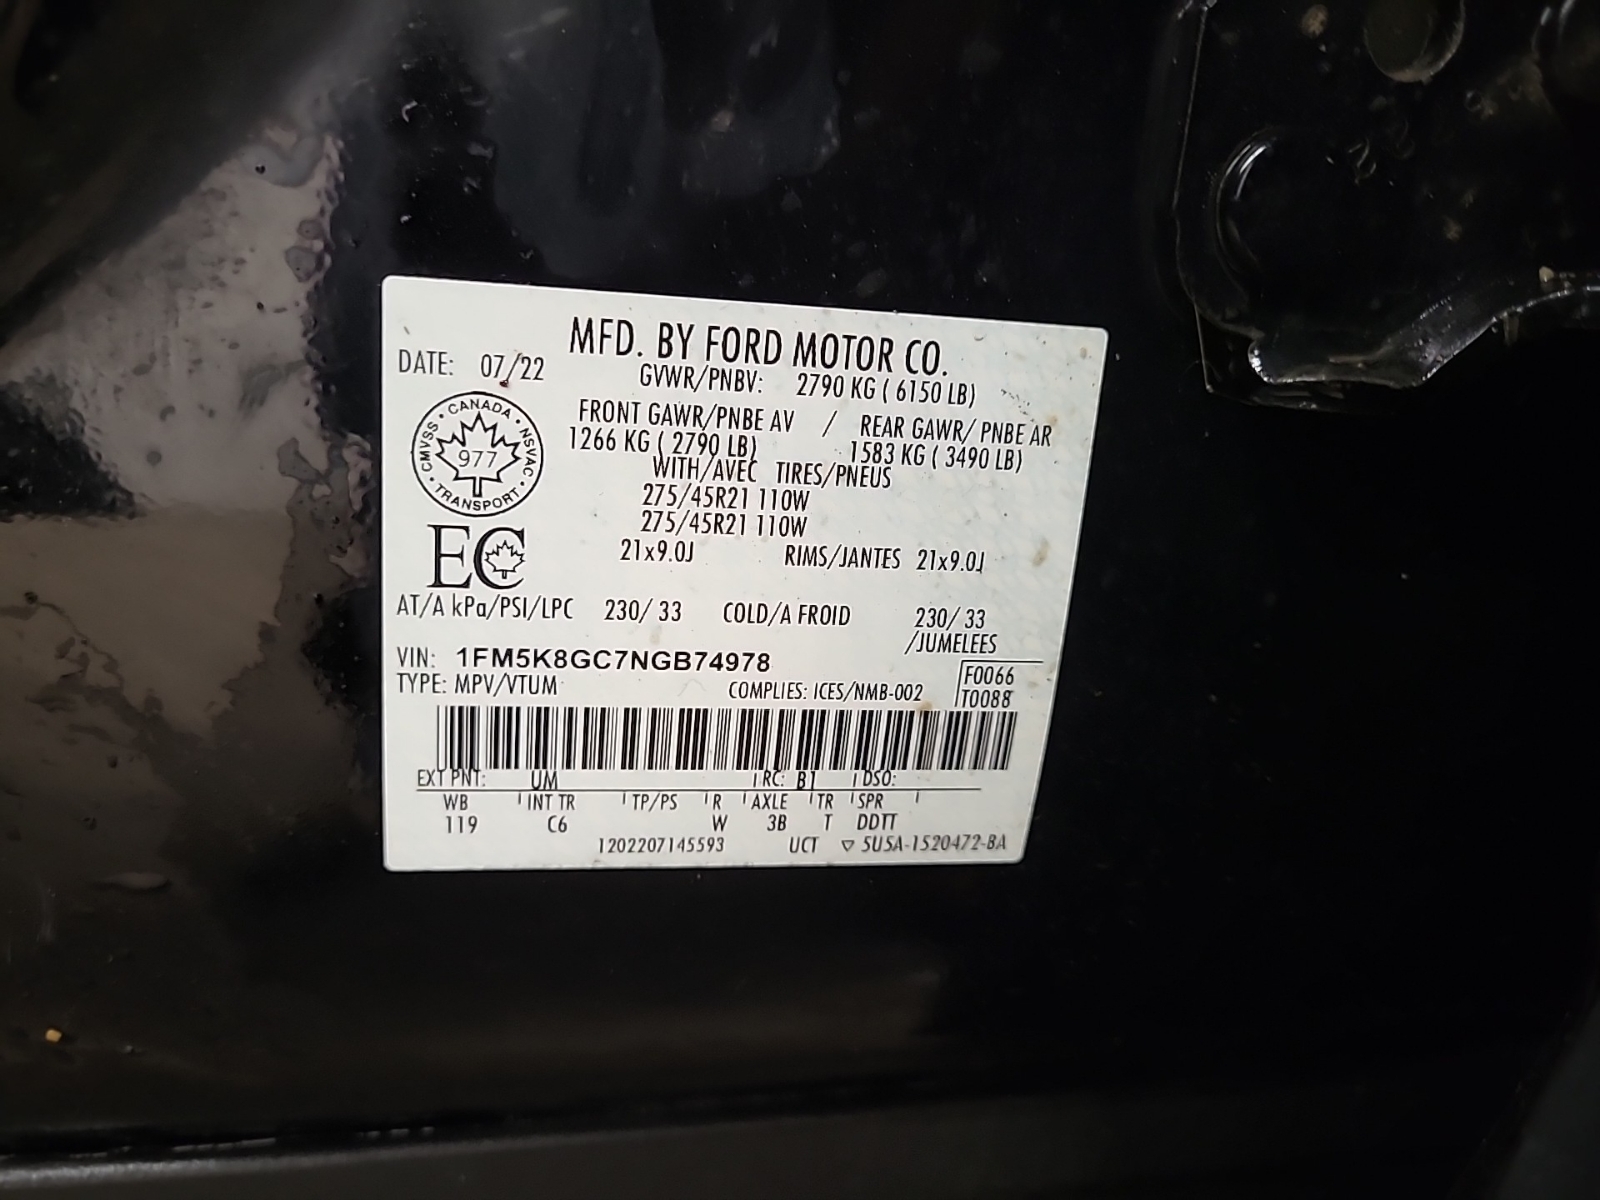 MFD. BY FORD MOTOR CO.
DATE: 07/22
GVWR/PNBV: 2790 KG ( 6150 LB)
FRONT GAWR/PNBE AV / REAR GAWR/ PNBE AR
1266 KG ( 2790 LB) 1583 KG ( 3490 LB)
WITH/AVEC TIRES/PNEUS
275/45R21 110W
275/45R21 110W
21x9.0J RIMS/JANTES 21x9.0J
CANADA · NSVAC · TRANSPORT · CMVSS
977
EC
AT/A kPa/PSI/LPC 230/ 33 COLD/A FROID 230/ 33
/JUMELEES
VIN: 1FM5K8GC7NGB74978
F0066
TYPE: MPV/VTUM COMPLIES: ICES/NMB-002 T0088
EXT PNT: UM RC: B1 DSO:
WB INT TR TP/PS R AXLE TR SPR
119 C6 W 3B T DDTT
1202207145593 UCT ▽ 5U5A-1520472-BA